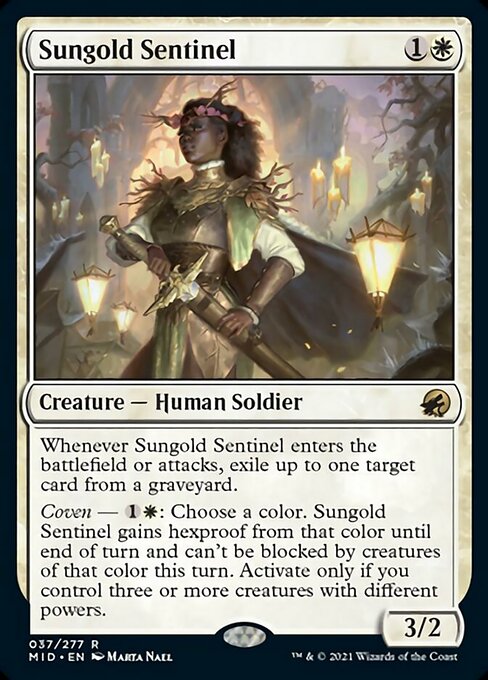 Sungold Sentinel 1
Creature — Human Soldier
Whenever Sungold Sentinel enters the
battlefield or attacks, exile up to one target
card from a graveyard.
Coven — 1 : Choose a color. Sungold
Sentinel gains hexproof from that color until
end of turn and can't be blocked by creatures
of that color this turn. Activate only if you
control three or more creatures with different
powers.
3/2
037/277 R
MID • EN Marta Nael
™ & © 2021 Wizards of the Coast